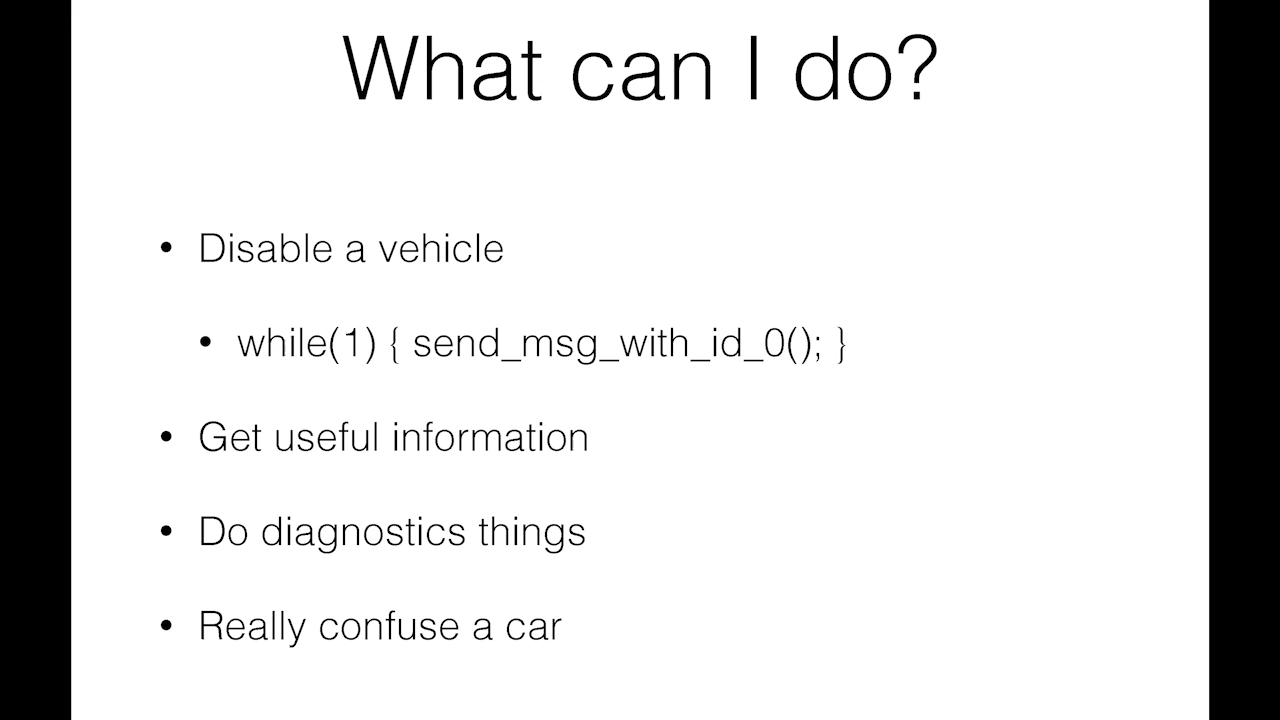 What can I do?
• Disable a vehicle
• while(1) { send_msg_with_id_0(); }
• Get useful information
• Do diagnostics things
• Really confuse a car